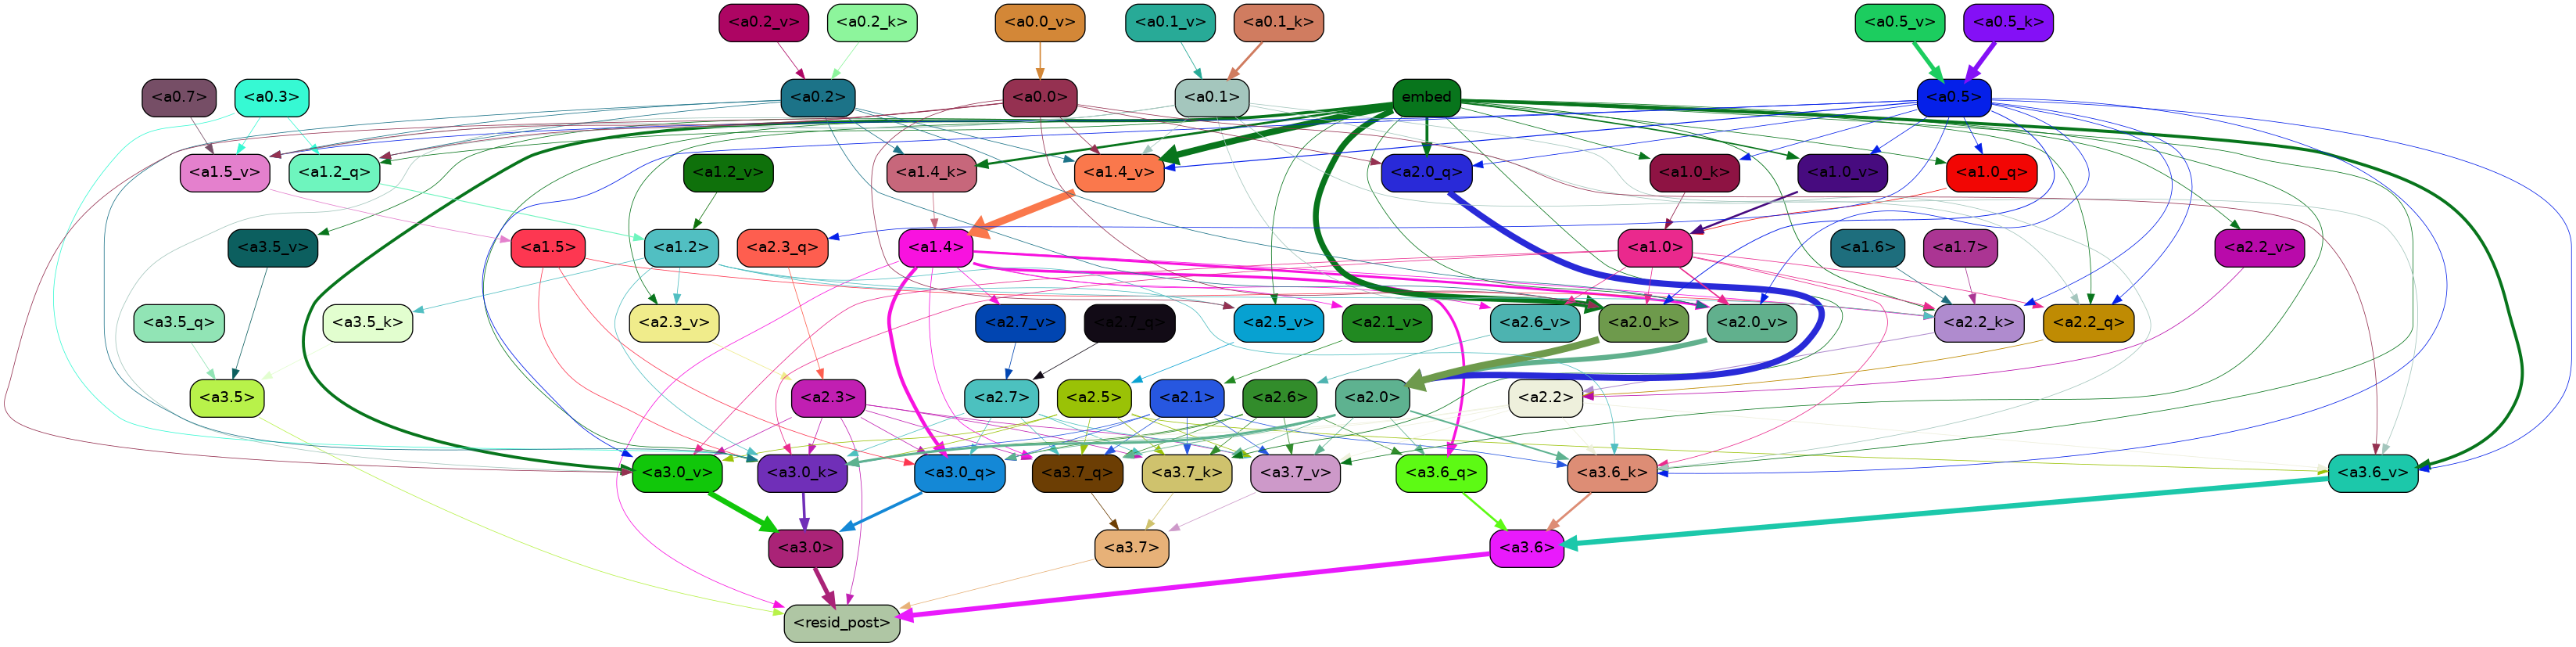 <a0.2_v> <a0.2_k> <a0.0_v> <a0.1_v> <a0.1_k> <a0.5_v> <a0.5_k>
<a0.7> <a0.3> <a0.2> <a0.0> <a0.1> embed <a0.5>
<a1.5_v> <a1.2_q> <a1.2_v> <a1.4_k> <a1.4_v> <a2.0_q> <a1.0_k> <a1.0_v> <a1.0_q>
<a3.5_v> <a1.5> <a1.2> <a2.3_q> <a1.4> <a1.0> <a1.6> <a1.7> <a2.2_v>
<a3.5_q> <a3.5_k> <a2.3_v> <a2.7_v> <a2.7_q> <a2.5_v> <a2.1_v> <a2.6_v> <a2.0_k> <a2.0_v> <a2.2_k> <a2.2_q>
<a3.5> <a2.3> <a2.7> <a2.5> <a2.1> <a2.6> <a2.0> <a2.2>
<a3.0_v> <a3.0_k> <a3.0_q> <a3.7_q> <a3.7_k> <a3.7_v> <a3.6_q> <a3.6_k> <a3.6_v>
<a3.0> <a3.7> <a3.6>
<resid_post>